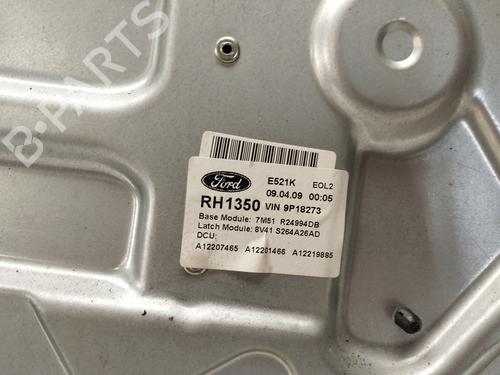 B-PARTS
Ford
E521K EOL2
09.04.09 00:05
RH1350 VIN 9P18273
Base Module: 7M51 R24994DB
Latch Module: 8V41 S264A26AD
DCU:
A12207465 A12201466 A12219885